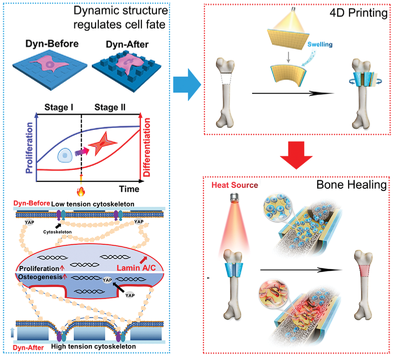 Dynamic structure
regulates cell fate
Dyn-Before
Dyn-After
Stage I
Stage II
Proliferation
Differentiation
Time
Dyn-Before
Low tension cytoskeleton
YAP
YAP
Cytoskeleton
Lamin A/C
Proliferation
Osteogenesis
YAP
YAP
Dyn-After
High tension cytoskeleton
4D Printing
Swelling
Heat Source
Bone Healing